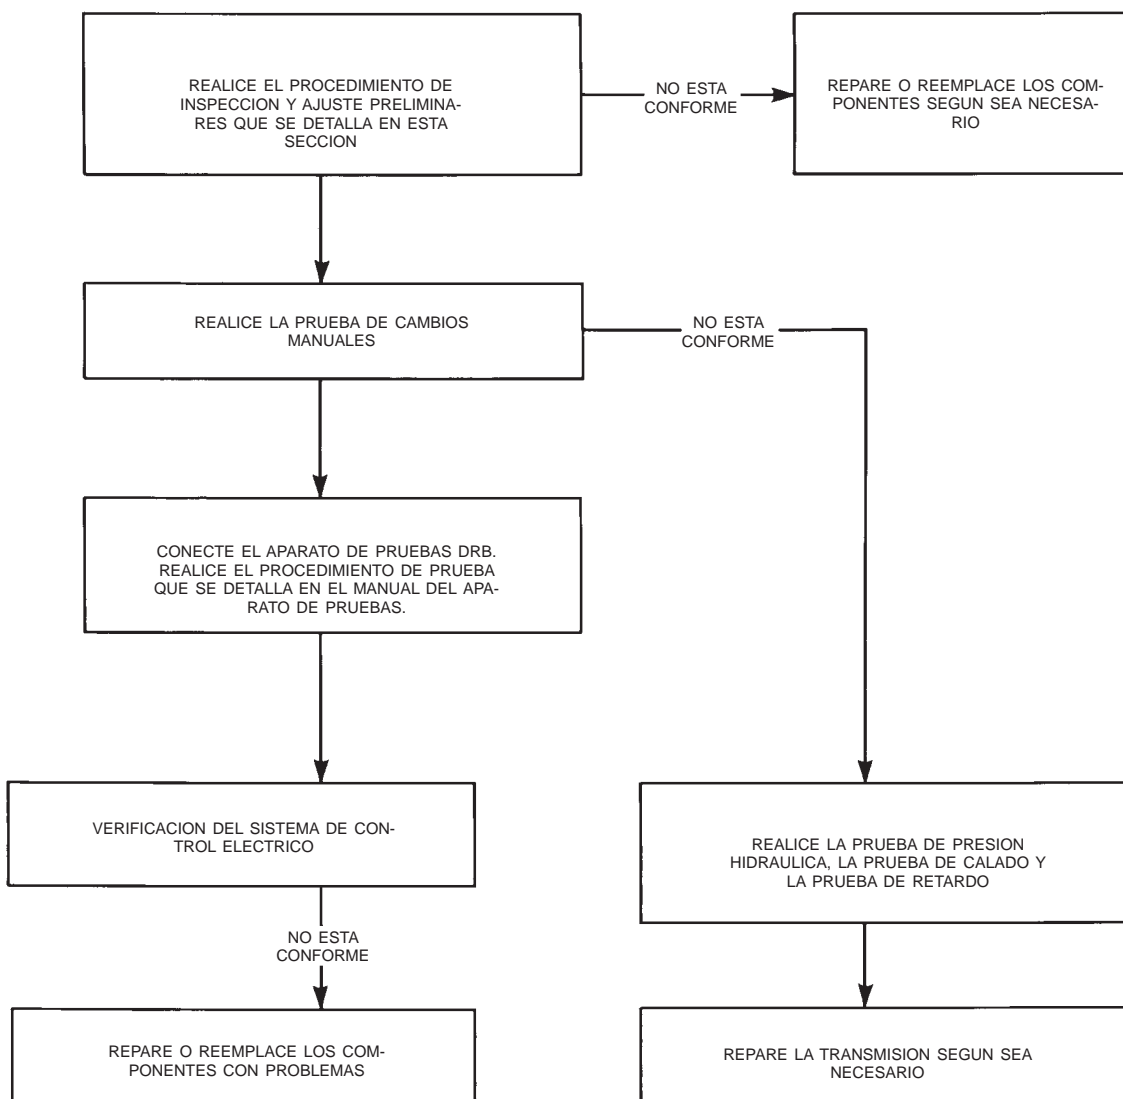 REALICE EL PROCEDIMIENTO DE
INSPECCION Y AJUSTE PRELIMINA-
RES QUE SE DETALLA EN ESTA
SECCION
NO ESTA
CONFORME
REPARE O REEMPLACE LOS COM-
PONENTES SEGUN SEA NECESA-
RIO
REALICE LA PRUEBA DE CAMBIOS
MANUALES
NO ESTA
CONFORME
CONECTE EL APARATO DE PRUEBAS DRB.
REALICE EL PROCEDIMIENTO DE PRUEBA
QUE SE DETALLA EN EL MANUAL DEL APA-
RATO DE PRUEBAS.
VERIFICACION DEL SISTEMA DE CON-
TROL ELECTRICO
REALICE LA PRUEBA DE PRESION
HIDRAULICA, LA PRUEBA DE CALADO Y
LA PRUEBA DE RETARDO
NO ESTA
CONFORME
REPARE O REEMPLACE LOS COM-
PONENTES CON PROBLEMAS
REPARE LA TRANSMISION SEGUN SEA
NECESARIO